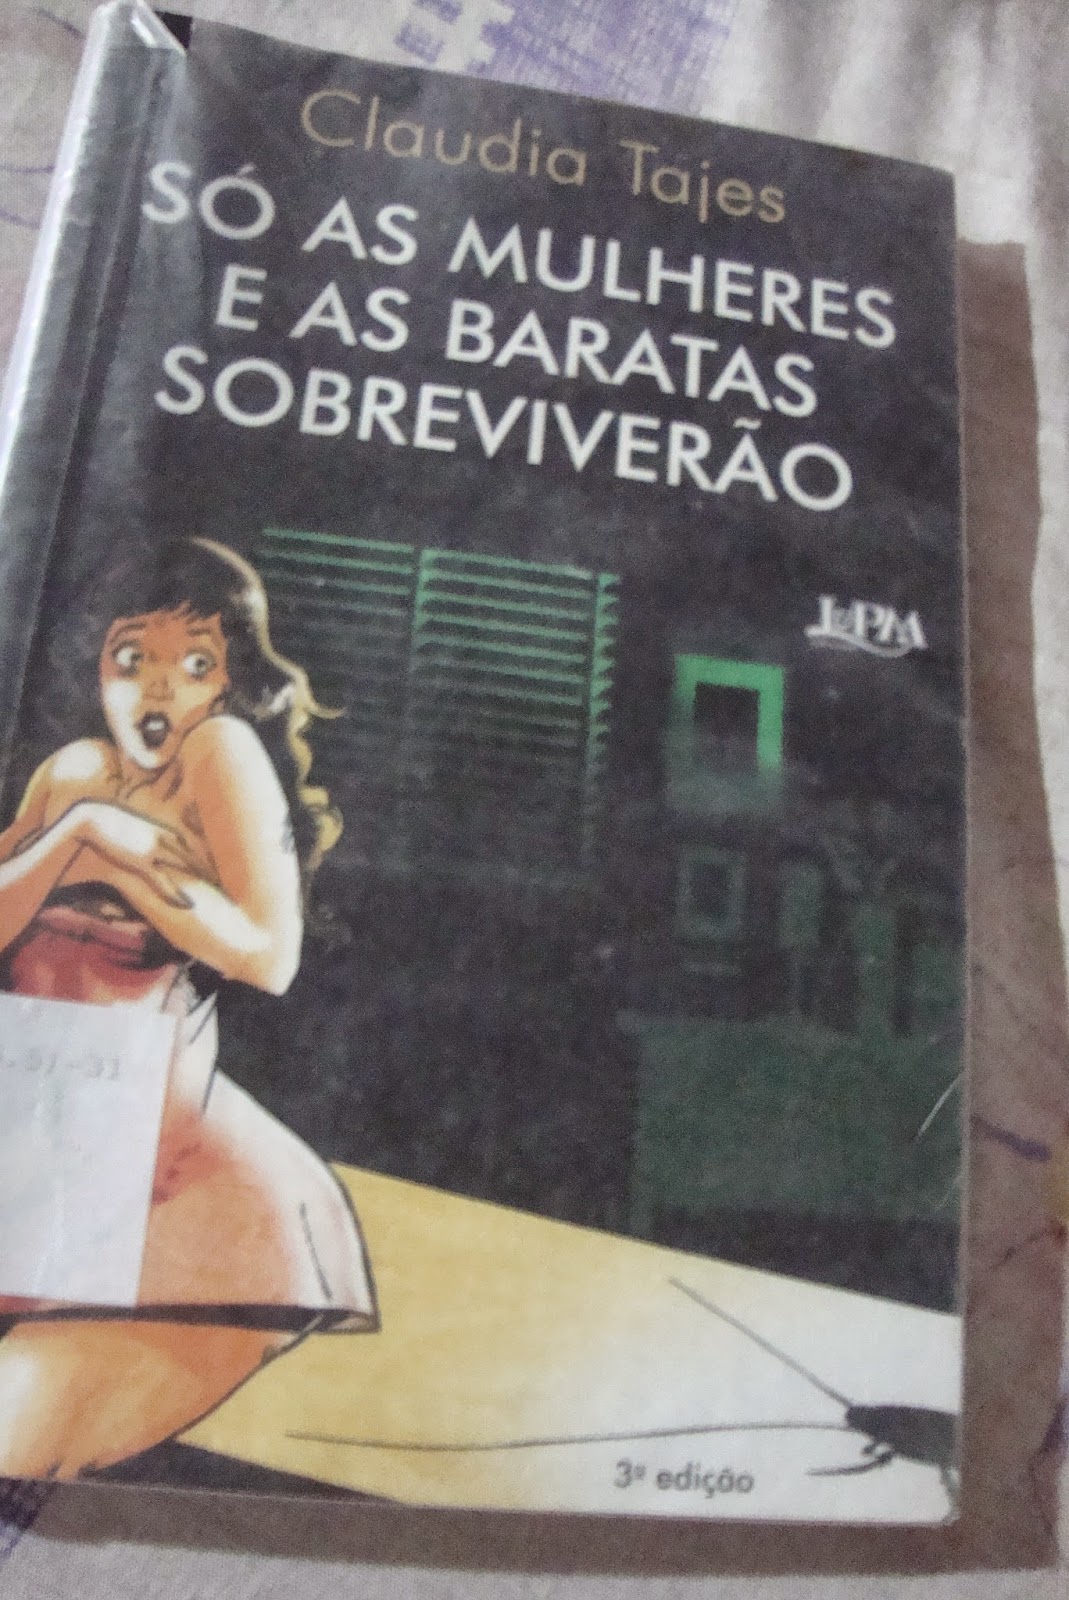 Claudia Tajes
SÓ AS MULHERES
E AS BARATAS
SOBREVIVERÃO
L&PM
3ª edição